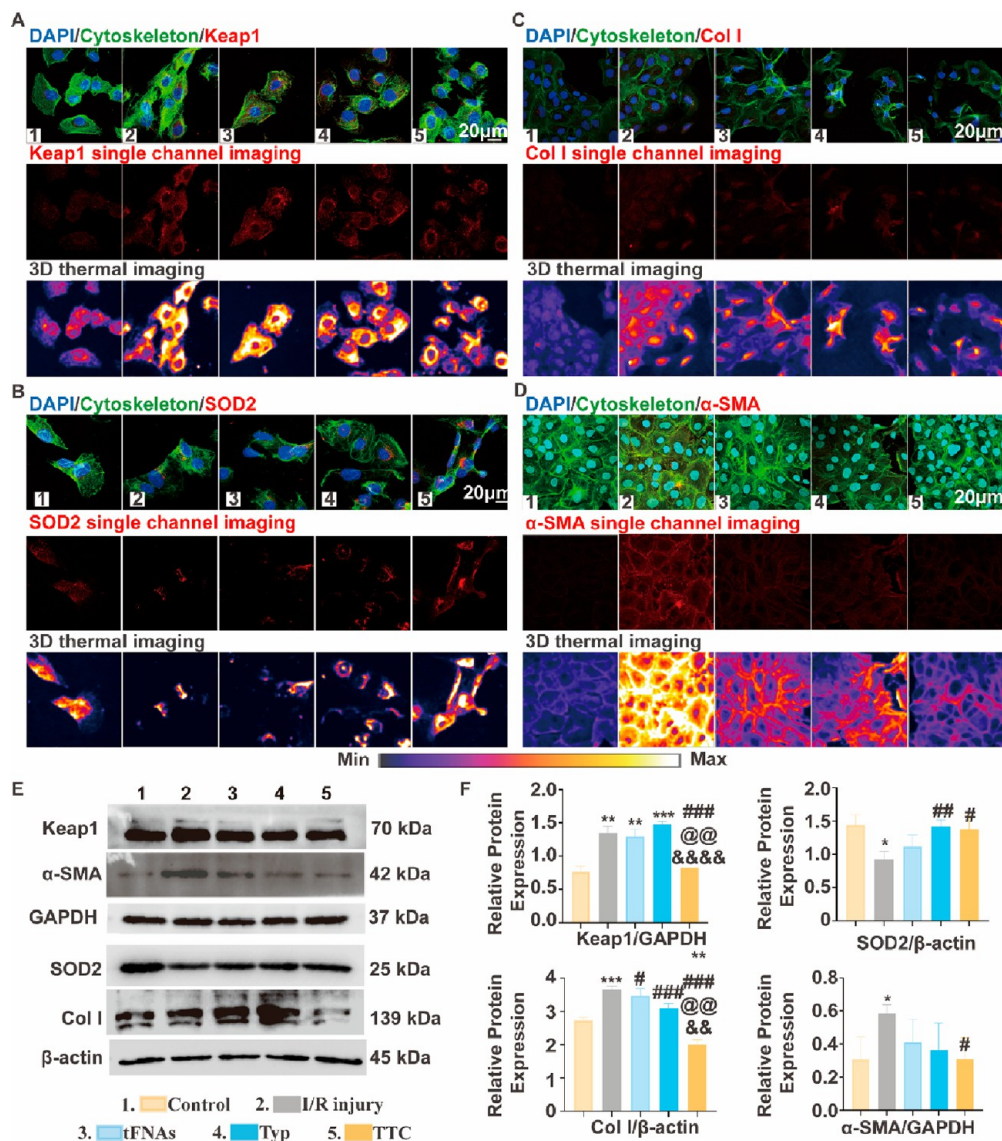 A
DAPI/Cytoskeleton/Keap1
1 2 3 4 5 20μm
Keap1 single channel imaging
3D thermal imaging
C
DAPI/Cytoskeleton/Col I
1 2 3 4 5 20μm
Col I single channel imaging
3D thermal imaging
B
DAPI/Cytoskeleton/SOD2
1 2 3 4 5 20μm
SOD2 single channel imaging
3D thermal imaging
D
DAPI/Cytoskeleton/α-SMA
1 2 3 4 5 20μm
α-SMA single channel imaging
3D thermal imaging
Min Max
E
1 2 3 4 5
Keap1 70 kDa
α-SMA 42 kDa
GAPDH 37 kDa
SOD2 25 kDa
Col I 139 kDa
β-actin 45 kDa
1. Control 2. I/R injury
3. tFNAs 4. Typ 5. TTC
F
Relative Protein
Expression
2.0
1.5
1.0
0.5
0.0
** ** *** ###
@@
&&&&
Keap1/GAPDH
Relative Protein
Expression
2.0
1.5
1.0
0.5
0.0
* ## #
SOD2/β-actin
Relative Protein
Expression
4
3
2
1
0
*** # ### **
###
@@
&&
Col I/β-actin
Relative Protein
Expression
0.8
0.6
0.4
0.2
0.0
* #
α-SMA/GAPDH